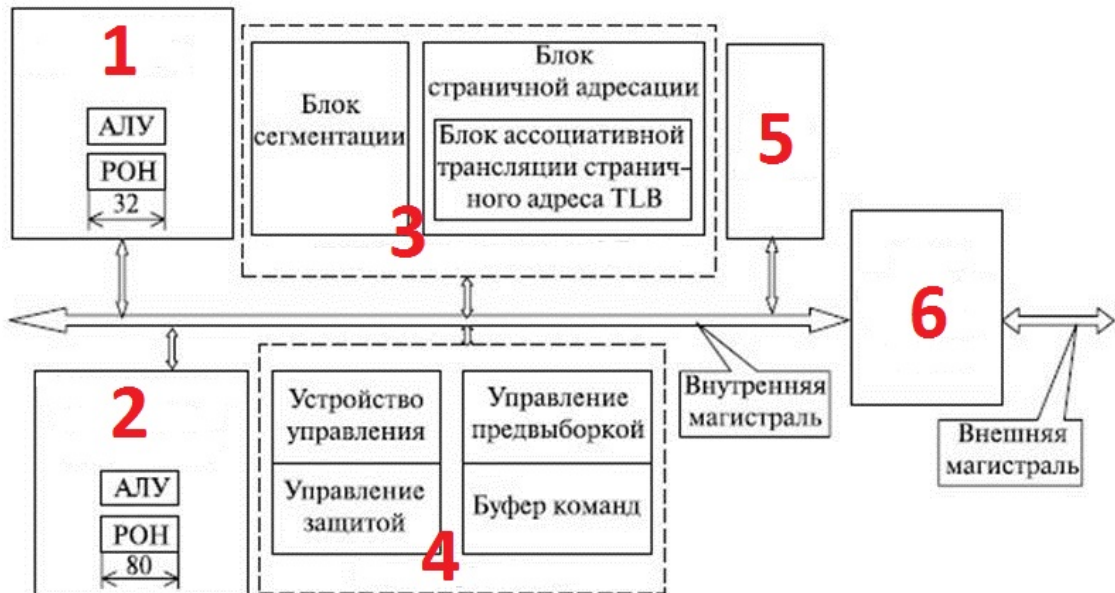 1
АЛУ
РОН
32
Блок
сегментации
3
Блок
страничной адресации
Блок ассоциативной
трансляции странич-
ного адреса TLB
5
6
2
АЛУ
РОН
80
Устройство
управления
Управление
защитой
4
Управление
предвыборкой
Буфер команд
Внутренняя
магистраль
Внешняя
магистраль